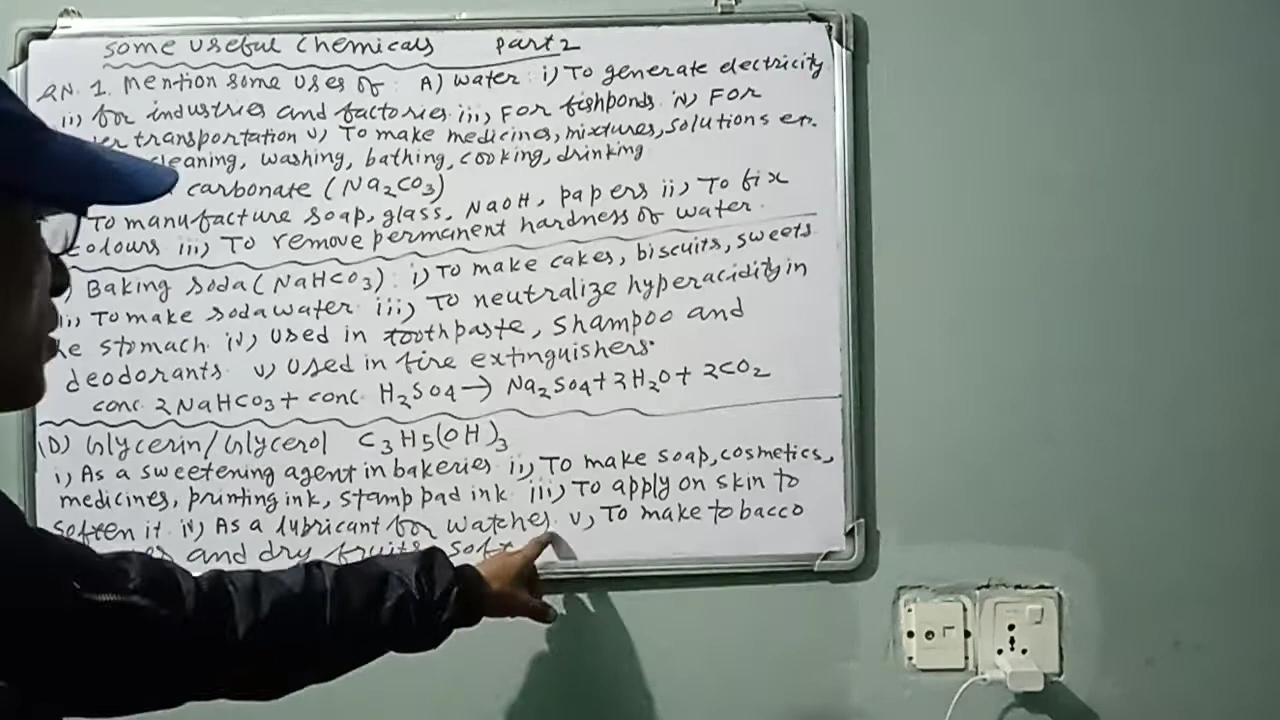 some useful chemicals part 2
QN. 1. Mention some uses of: A) water: i) To generate electricity
ii) for industries and factories iii) For fishponds iv) For
transportation v) To make medicines, mixtures, solutions etc.
cleaning, washing, bathing, cooking, drinking
carbonate (Na2CO3)
To manufacture soap, glass, NaOH, papers ii) To fix
colours iii) To remove permanent hardness of water.
) Baking soda (NaHCO3): i) To make cakes, biscuits, sweets
ii) To make sodawater iii) To neutralize hyperacidity in
stomach iv) used in toothpaste, shampoo and
deodorants v) used in fire extinguishers.
conc. 2NaHCO3 + conc. H2SO4 → Na2SO4 + 2H2O + 2CO2
(D) Glycerin/Glycerol C3H5(OH)3
i) As a sweetening agent in bakeries ii) To make soap, cosmetics,
medicines, printing ink, stamp pad ink iii) To apply on skin to
soften it iv) As a lubricant for watches. v) To make tobacco
and dry fruits soft